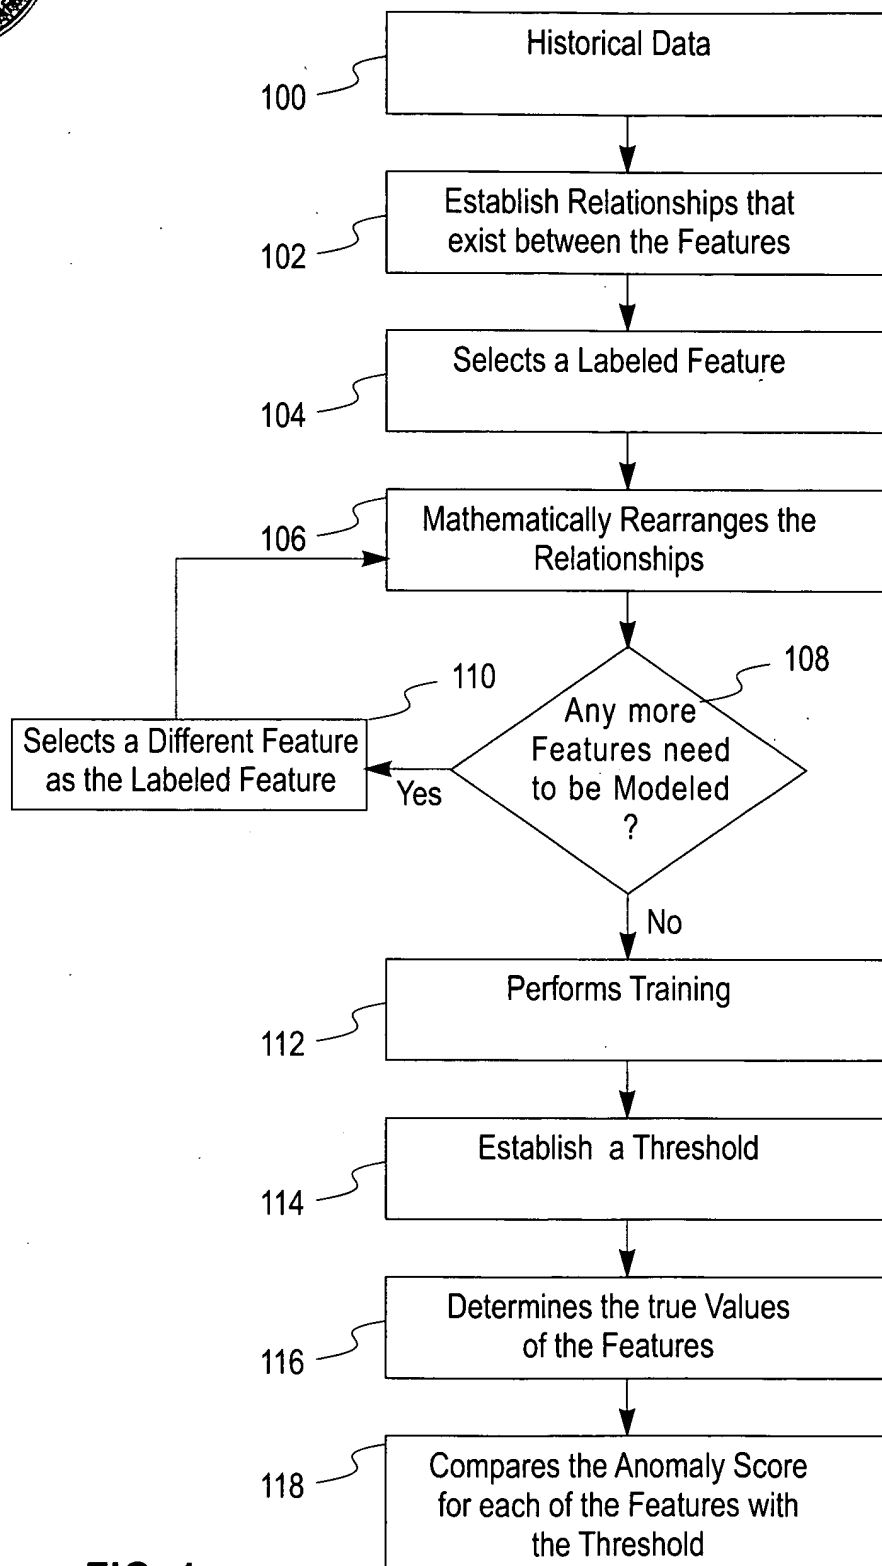 Historical Data
100
Establish Relationships that
exist between the Features
102
Selects a Labeled Feature
104
Mathematically Rearranges the
Relationships
106
108
Any more
Features need
to be Modeled
?
110
Selects a Different Feature
as the Labeled Feature
Yes
No
Performs Training
112
Establish a Threshold
114
Determines the true Values
of the Features
116
Compares the Anomaly Score
for each of the Features with
the Threshold
118